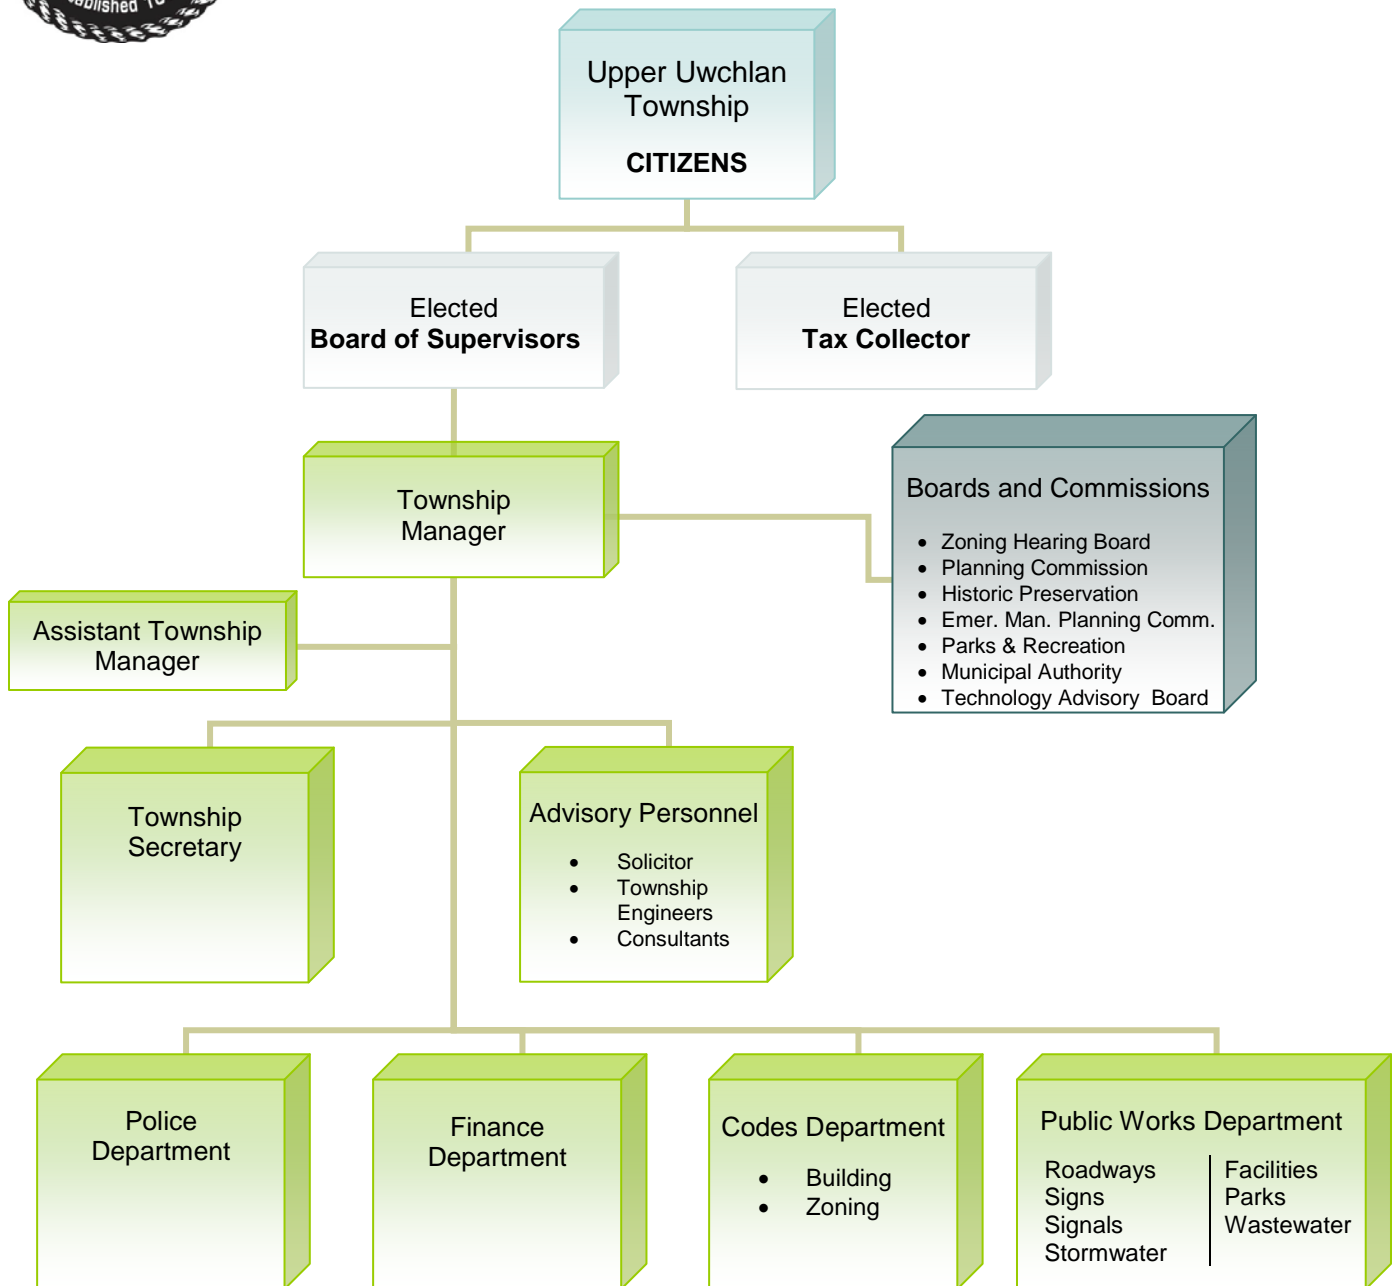 Established 
Upper Uwchlan
Township
CITIZENS
Elected
Board of Supervisors
Elected
Tax Collector
Township
Manager
Boards and Commissions
• Zoning Hearing Board
• Planning Commission
• Historic Preservation
• Emer. Man. Planning Comm.
• Parks & Recreation
• Municipal Authority
• Technology Advisory Board
Assistant Township
Manager
Township
Secretary
Advisory Personnel
• Solicitor
• Township
Engineers
• Consultants
Police
Department
Finance
Department
Codes Department
• Building
• Zoning
Public Works Department
Roadways
Signs
Signals
Stormwater
Facilities
Parks
Wastewater